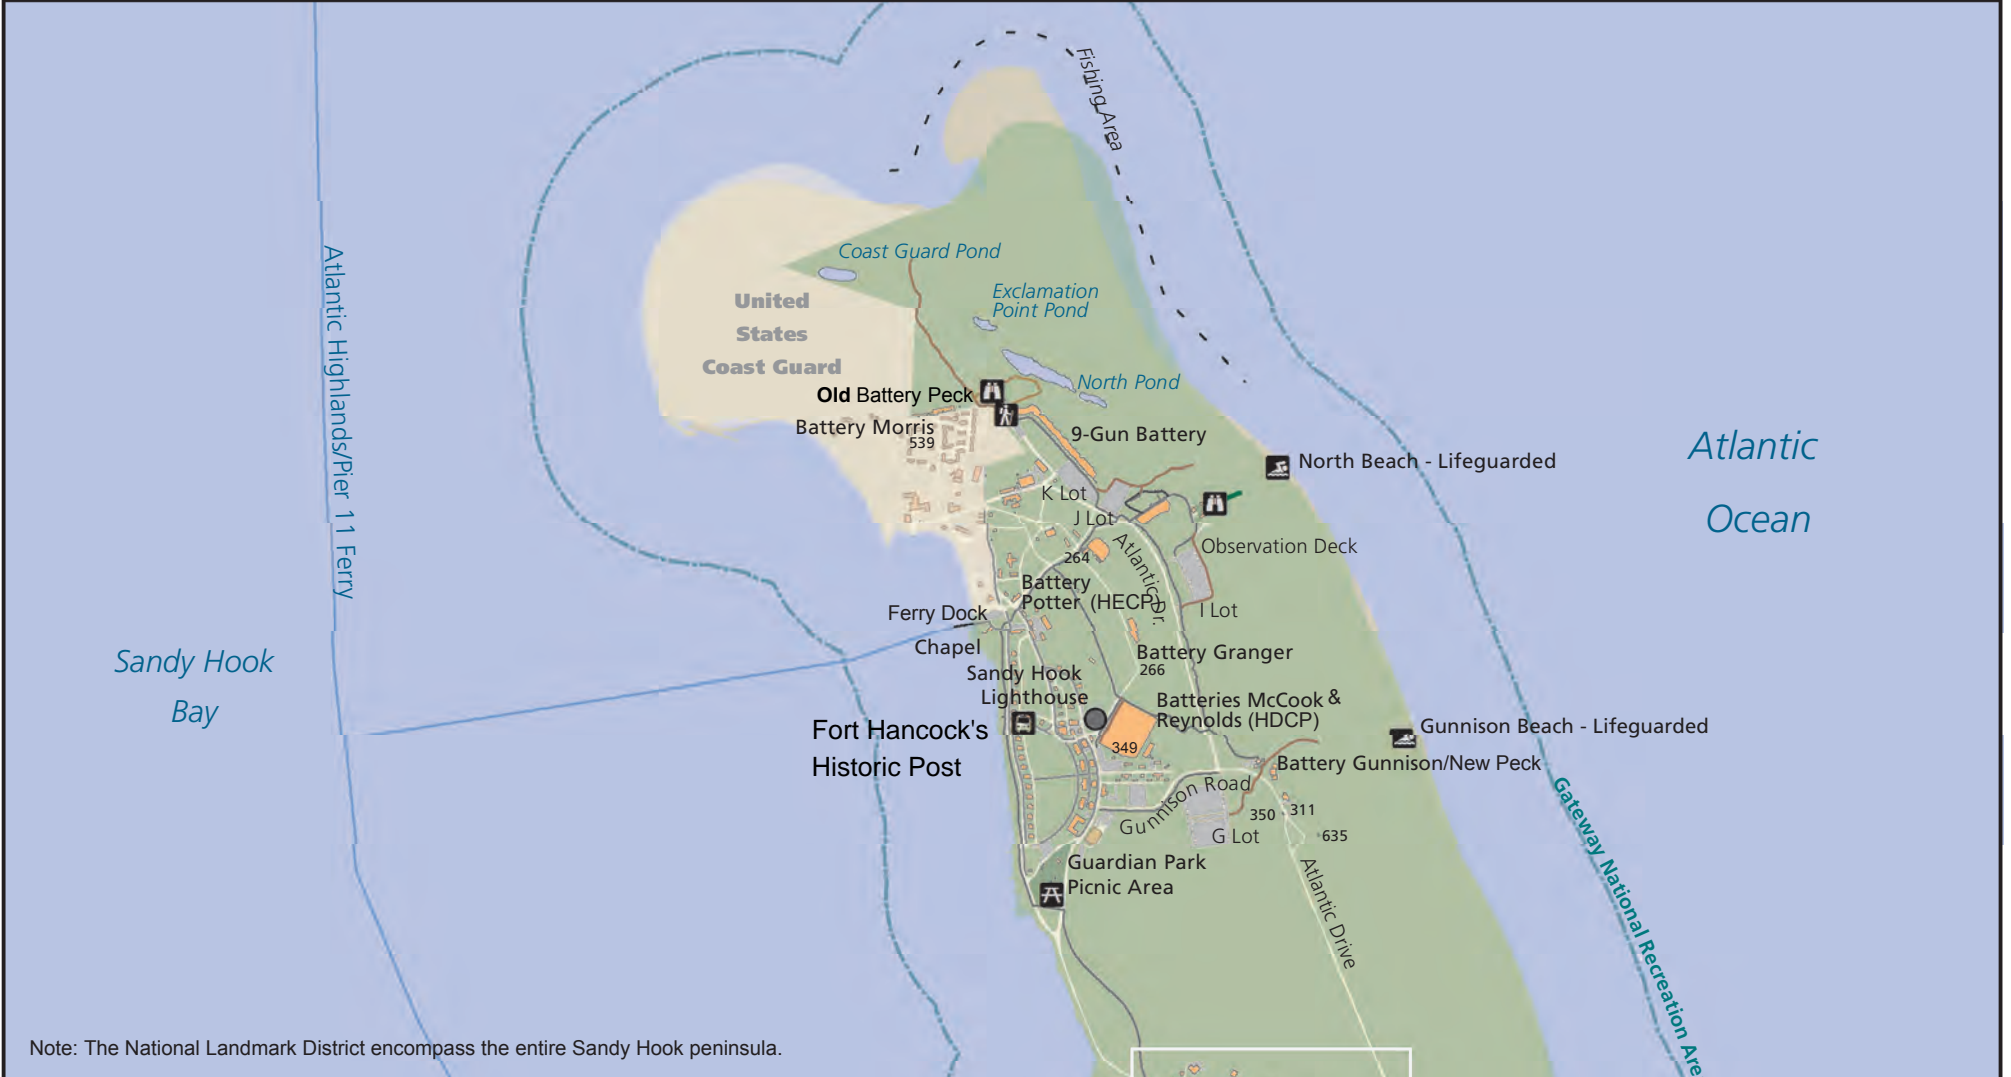 Fishing Area
Coast Guard Pond
Exclamation
Point Pond
United
States
Coast Guard
Atlantic Highlands/Pier 11 Ferry
North Pond
Old Battery Peck
Battery Morris
539
9-Gun Battery
North Beach - Lifeguarded
Atlantic
Ocean
K Lot
J Lot
Observation Deck
264
Atlantic Dr.
Battery
Potter (HECP)
I Lot
Ferry Dock
Chapel
Battery Granger
266
Sandy Hook
Bay
Sandy Hook
Lighthouse
Batteries McCook &
Reynolds (HDCP)
Fort Hancock's
Historic Post
349
Gunnison Beach - Lifeguarded
Battery Gunnison/New Peck
Gunnison Road
350
311
G Lot
635
Guardian Park
Picnic Area
Atlantic Drive
Gateway National Recreation Are
Note: The National Landmark District encompass the entire Sandy Hook peninsula.